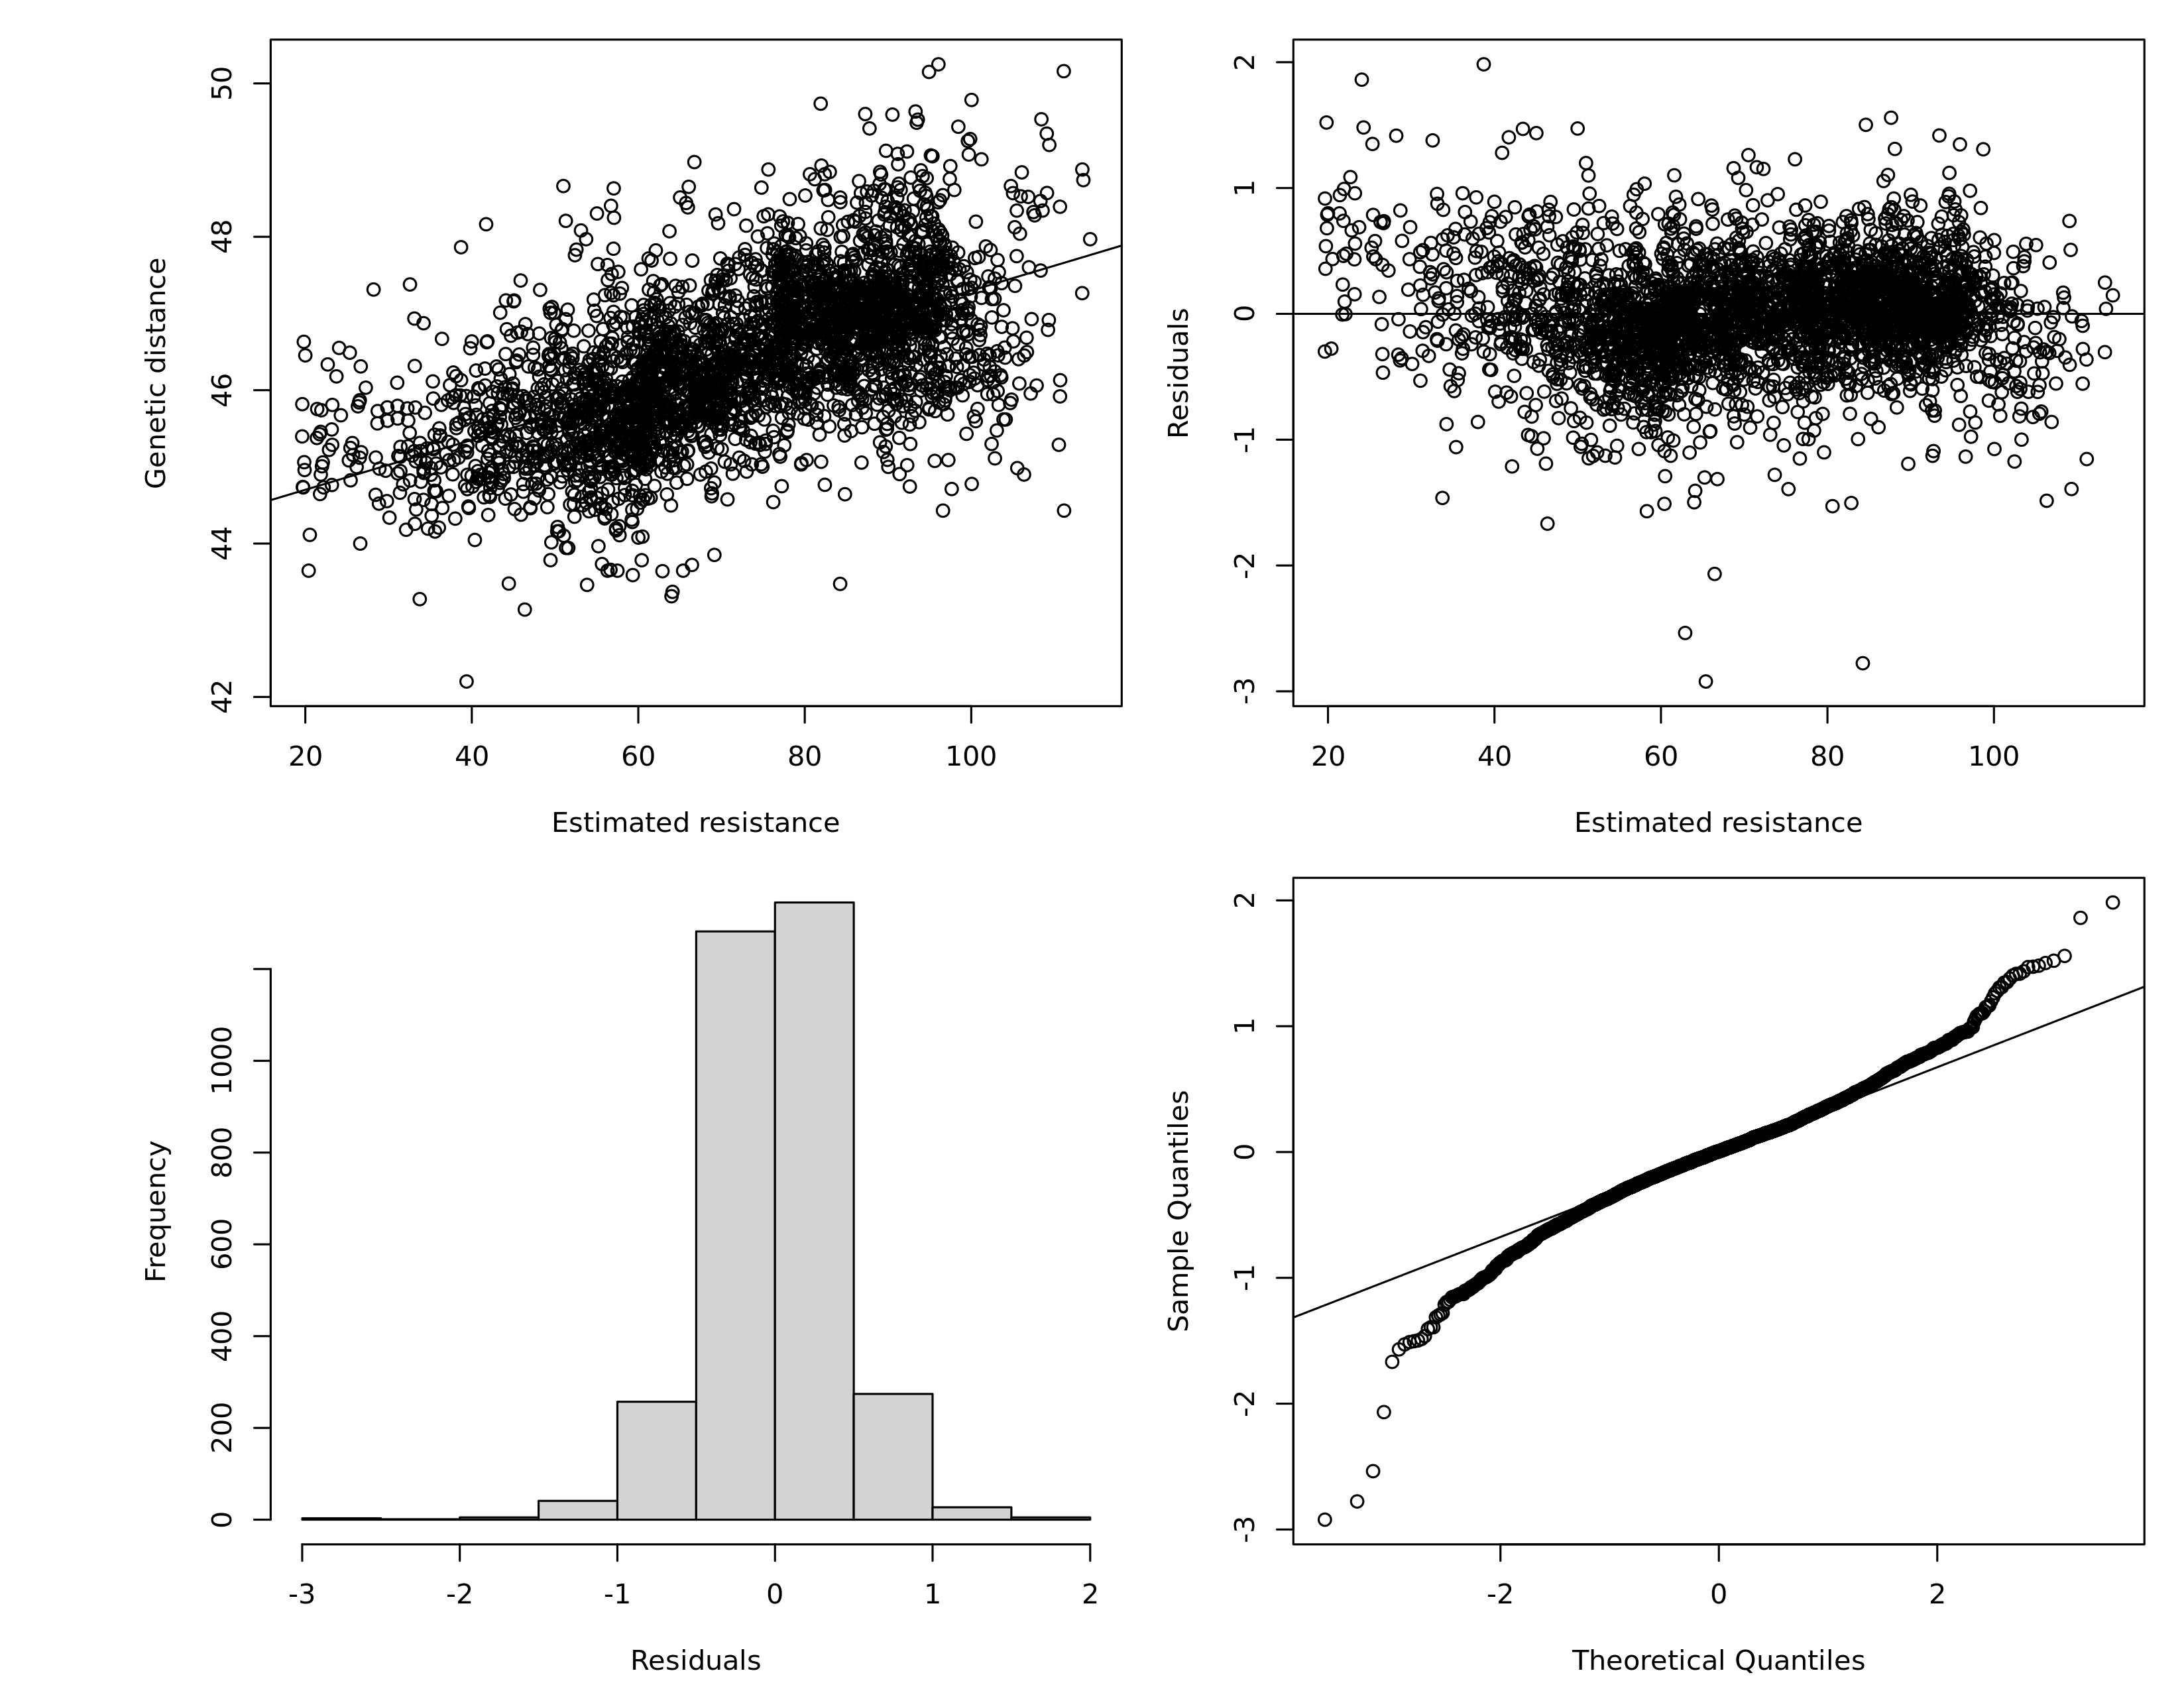 50
48
46
44
42
Genetic distance
20 40 60 80 100
Estimated resistance
2
1
0
-1
-2
-3
Residuals
20 40 60 80 100
Estimated resistance
1000
800
600
400
200
0
Frequency
-3 -2 -1 0 1 2
Residuals
2
1
0
-1
-2
-3
Sample Quantiles
-2 0 2
Theoretical Quantiles